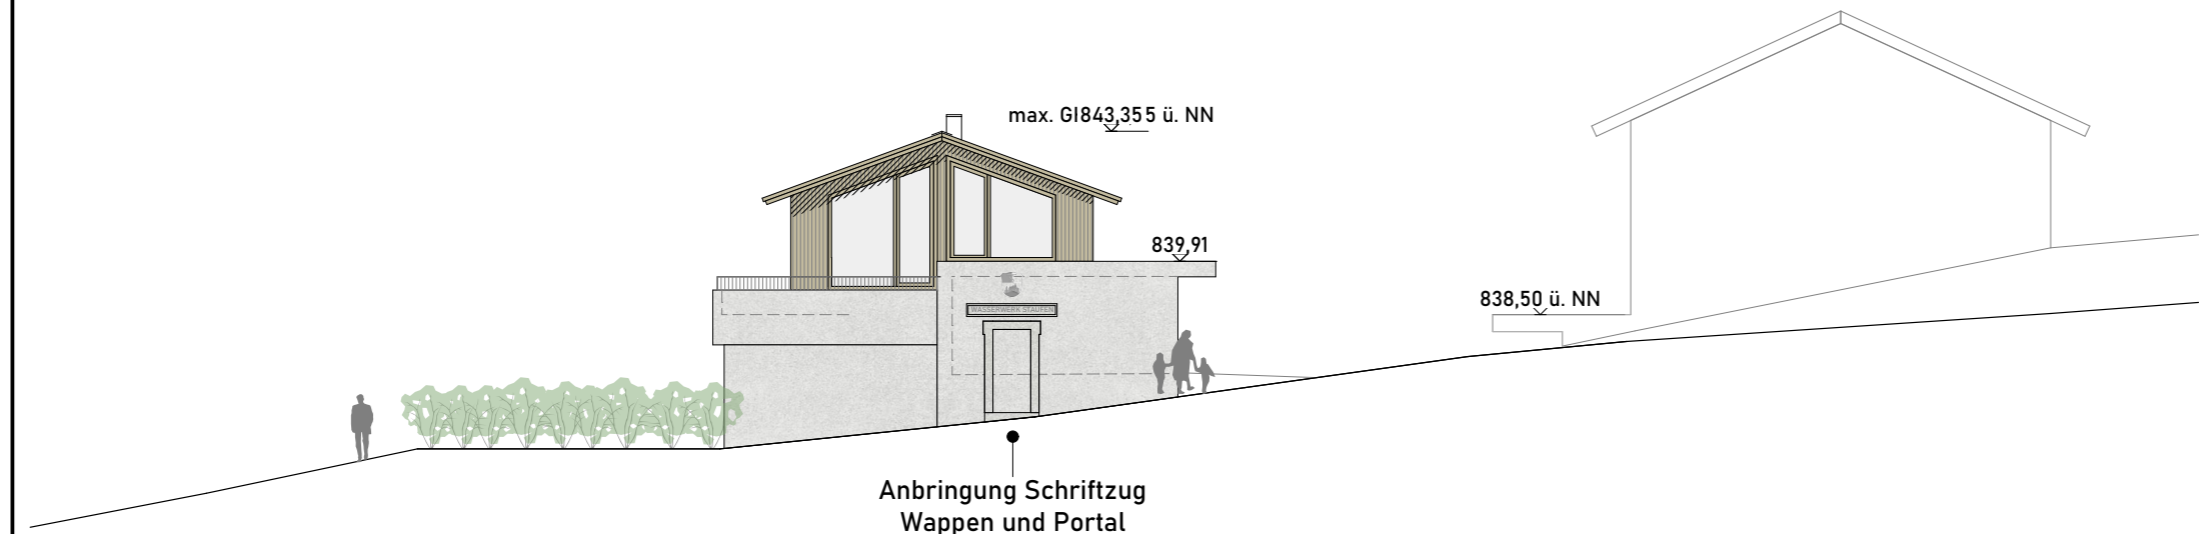 max. GI843,355 ü. NN
839,91
838,50 ü. NN
WASSERWERK STAUFEN
Anbringung Schriftzug
Wappen und Portal